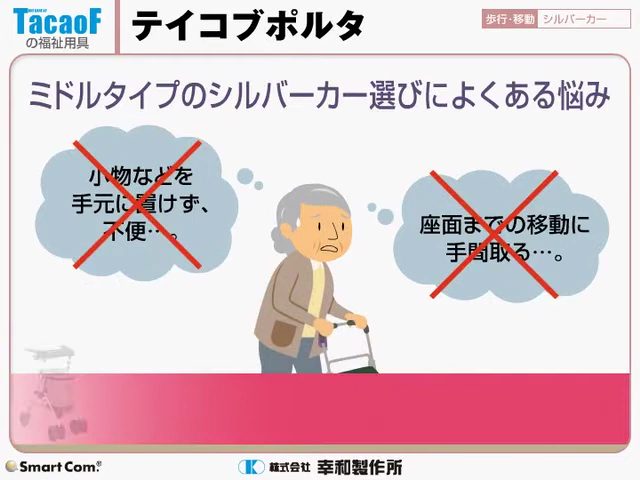 TacaoF
の福祉用具
テイコブポルタ
歩行・移動 シルバーカー
ミドルタイプのシルバーカー選びによくある悩み
小物などを
手元に置けず、
不便…。
座面までの移動に
手間取る…。
Smart Com.®
株式会社 幸和製作所